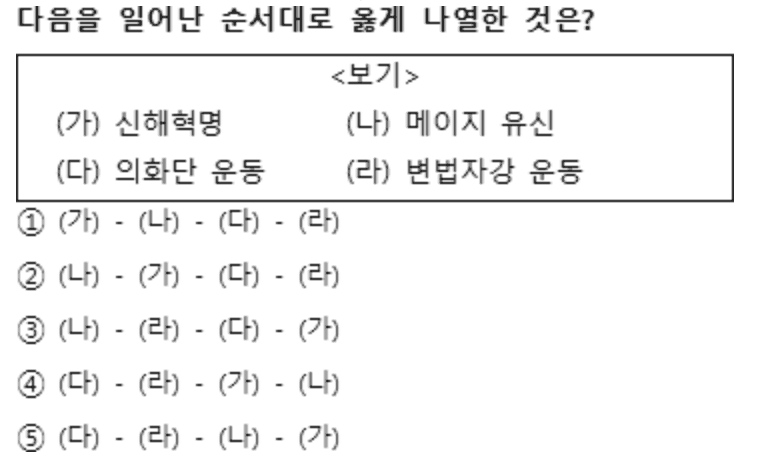 다음을 일어난 순서대로 옳게 나열한 것은?
<보기>
(가) 신해혁명 (나) 메이지 유신
(다) 의화단 운동 (라) 변법자강 운동
① (가) - (나) - (다) - (라)
② (나) - (가) - (다) - (라)
③ (나) - (라) - (다) - (가)
④ (다) - (라) - (가) - (나)
⑤ (다) - (라) - (나) - (가)